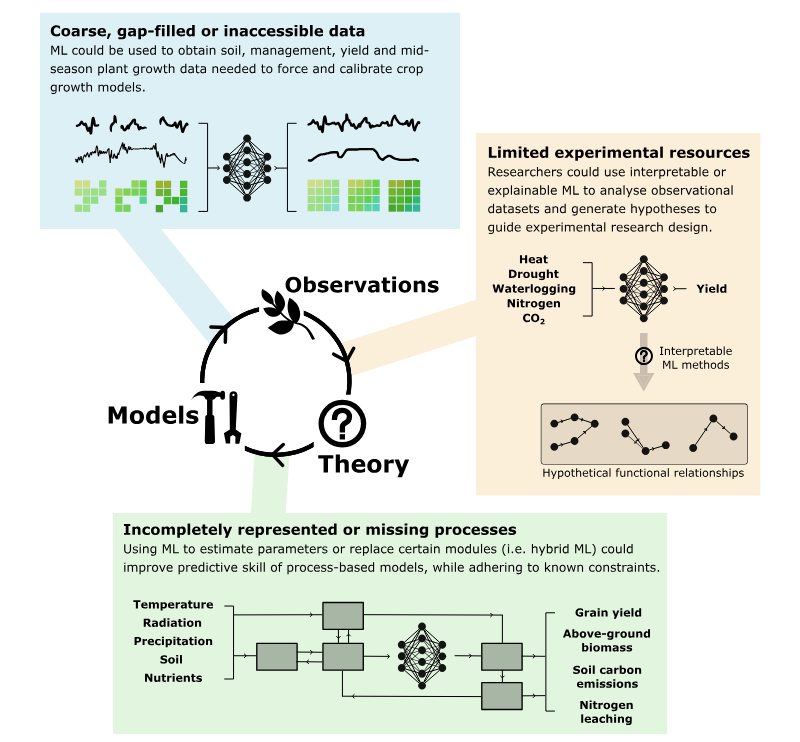 Coarse, gap-filled or inaccessible data
ML could be used to obtain soil, management, yield and mid-
season plant growth data needed to force and calibrate crop
growth models.
Limited experimental resources
Researchers could use interpretable or
explainable ML to analyse observational
datasets and generate hypotheses to
guide experimental research design.
Heat
Drought
Waterlogging
Nitrogen
CO₂
Yield
?
Interpretable
ML methods
Hypothetical functional relationships
Observations
Models
?
Theory
Incompletely represented or missing processes
Using ML to estimate parameters or replace certain modules (i.e. hybrid ML) could
improve predictive skill of process-based models, while adhering to known constraints.
Temperature
Radiation
Precipitation
Soil
Nutrients
Grain yield
Above-ground
biomass
Soil carbon
emissions
Nitrogen
leaching